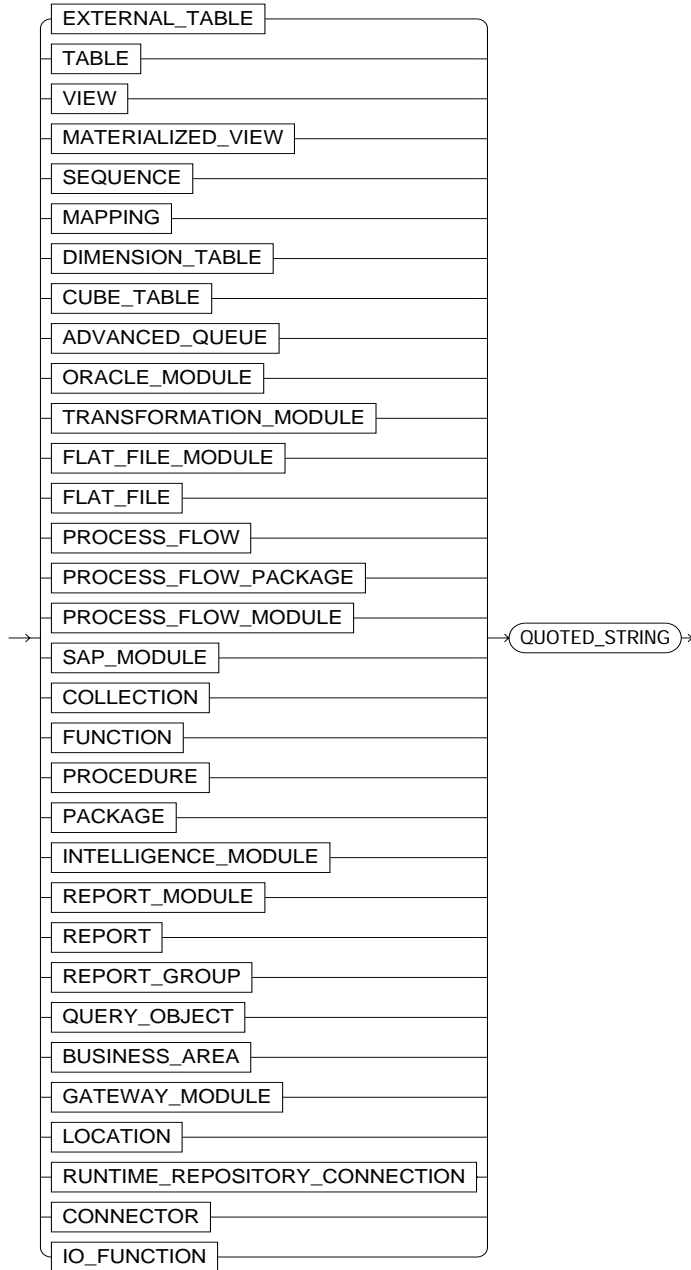 EXTERNAL_TABLE
TABLE
VIEW
MATERIALIZED_VIEW
SEQUENCE
MAPPING
DIMENSION_TABLE
CUBE_TABLE
ADVANCED_QUEUE
ORACLE_MODULE
TRANSFORMATION_MODULE
FLAT_FILE_MODULE
FLAT_FILE
PROCESS_FLOW
PROCESS_FLOW_PACKAGE
PROCESS_FLOW_MODULE
QUOTED_STRING
SAP_MODULE
COLLECTION
FUNCTION
PROCEDURE
PACKAGE
INTELLIGENCE_MODULE
REPORT_MODULE
REPORT
REPORT_GROUP
QUERY_OBJECT
BUSINESS_AREA
GATEWAY_MODULE
LOCATION
RUNTIME_REPOSITORY_CONNECTION
CONNECTOR
IO_FUNCTION